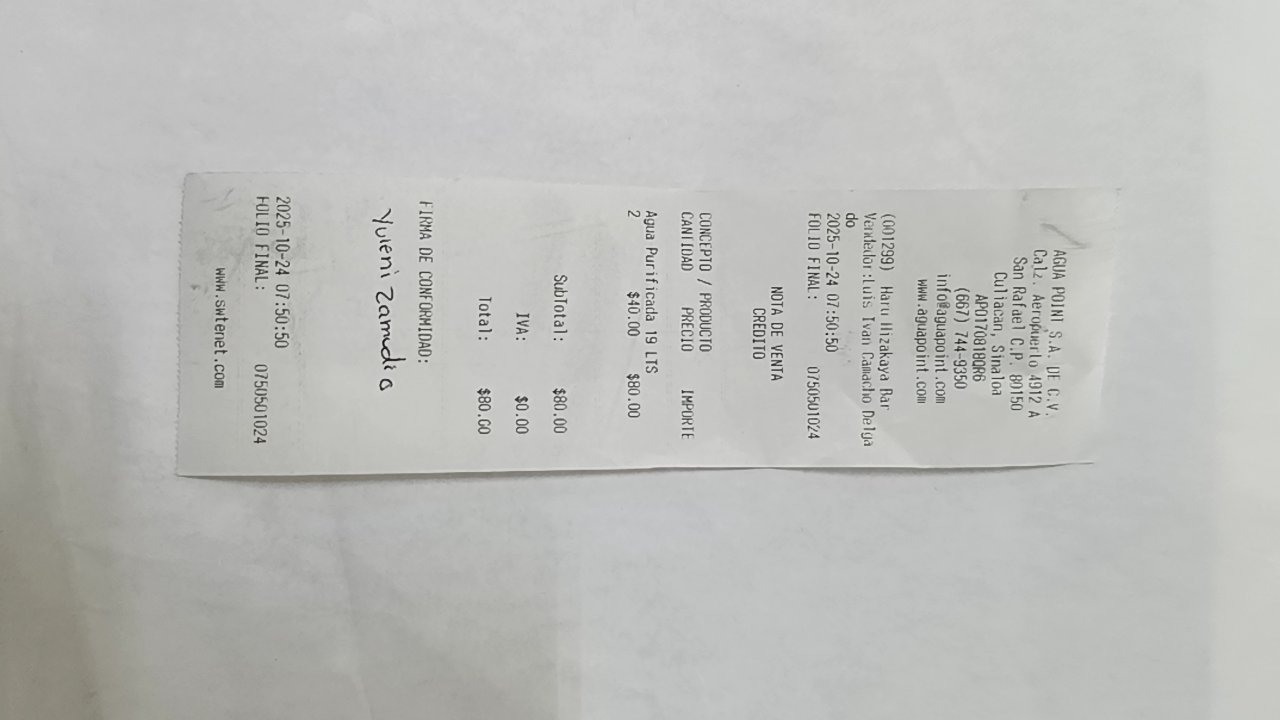 AGUA POINT S.A. DE C.V.
Calz. Aeropuerto 4912 A
San Rafael C.P. 80150
Culiacan, Sinaloa
APO170818QR6
(667) 744-9350
info@aguapoint.com
www.aguapoint.com
(001299) Haru Hizakaya Bar
Vendedor:Luis Ivan Camacho Delga
do
2025-10-24 07:50:50
FOLIO FINAL: 0750501024
NOTA DE VENTA
CREDITO
CONCEPTO / PRODUCTO
CANTIDAD PRECIO IMPORTE
Agua Purificada 19 LTS
2 $40.00 $80.00
SubTotal: $80.00
IVA: $0.00
Total: $80.00
FIRMA DE CONFORMIDAD:
Yuleni Zamudio
2025-10-24 07:50:50
FOLIO FINAL: 0750501024
www.swtenet.com